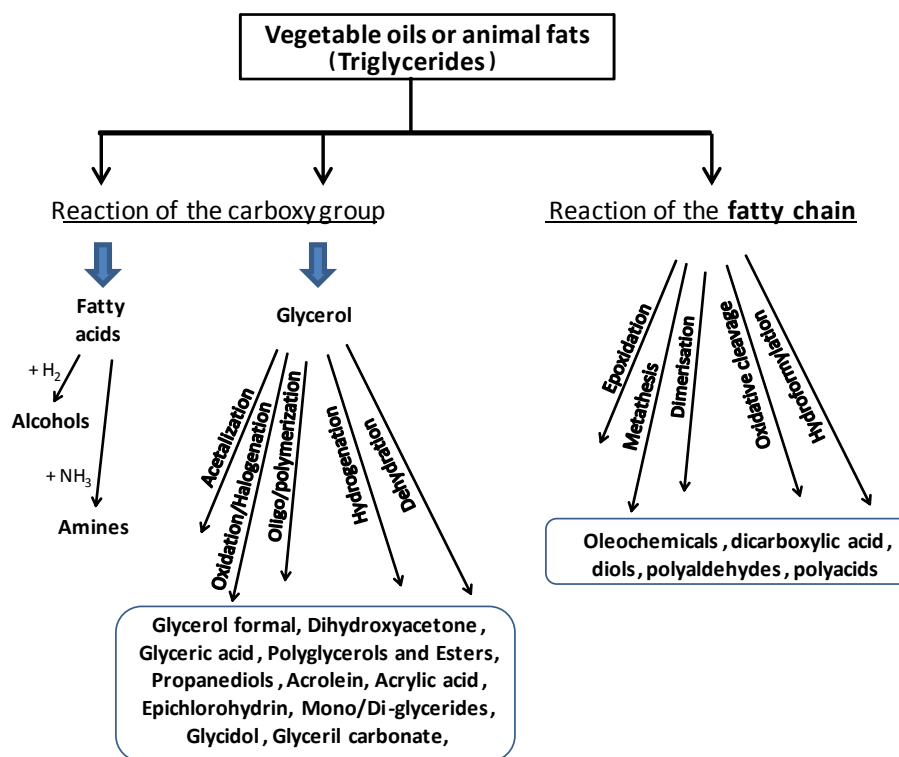 Vegetable oils or animal fats
(Triglycerides)
Reaction of the carboxy group
Reaction of the fatty chain
Fatty
acids
+ H₂
Alcohols
+ NH₃
Amines
Glycerol
Acetalization
Oxidation/Halogenation
Oligo/polymerization
Hydrogenation
Dehydration
Glycerol formal, Dihydroxyacetone,
Glyceric acid, Polyglycerols and Esters,
Propanediols, Acrolein, Acrylic acid,
Epichlorohydrin, Mono/Di-glycerides,
Glycidol, Glyceril carbonate,
Epoxidation
Metathesis
Dimerisation
Oxidative cleavage
Hydroformylation
Oleochemicals, dicarboxylic acid,
diols, polyaldehydes, polyacids